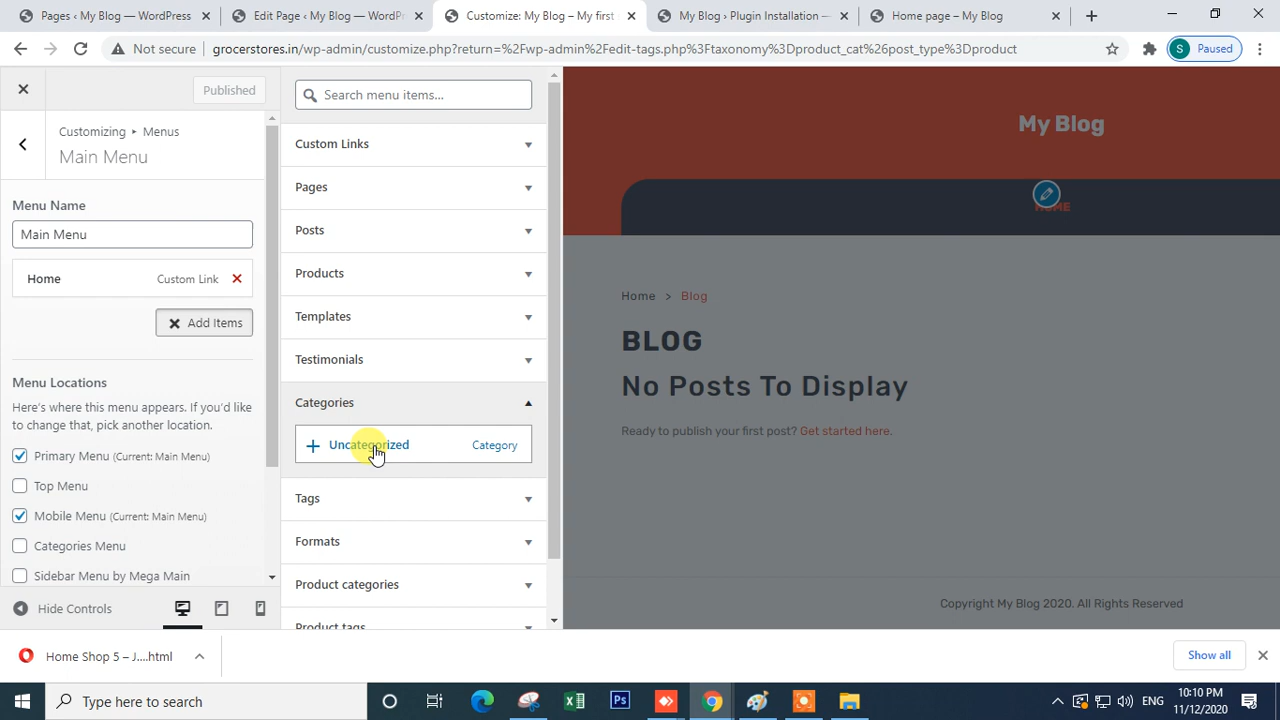 Pages ‹ My Blog — WordPress
Edit Page ‹ My Blog — WordPr
Customize: My Blog – My first
My Blog › Plugin Installation —
Home page – My Blog
Not secure
grocerstores.in/wp-admin/customize.php?return=%2Fwp-admin%2Fedit-tags.php%3Ftaxonomy%3Dproduct_cat%26post_type%3Dproduct
S Paused
Published
Customizing ▸ Menus
Main Menu
Menu Name
Main Menu
Home Custom Link
Add Items
Menu Locations
Here's where this menu appears. If you'd like
to change that, pick another location.
Primary Menu (Current: Main Menu)
Top Menu
Mobile Menu (Current: Main Menu)
Categories Menu
Sidebar Menu by Mega Main
Hide Controls
Search menu items...
Custom Links
Pages
Posts
Products
Templates
Testimonials
Categories
Uncategorized Category
Tags
Formats
Product categories
Product tags
My Blog
HOME
Home > Blog
BLOG
No Posts To Display
Ready to publish your first post? Get started here.
Copyright My Blog 2020. All Rights Reserved
Home Shop 5 – J....html
Show all
Type here to search
ENG
10:10 PM
11/12/2020